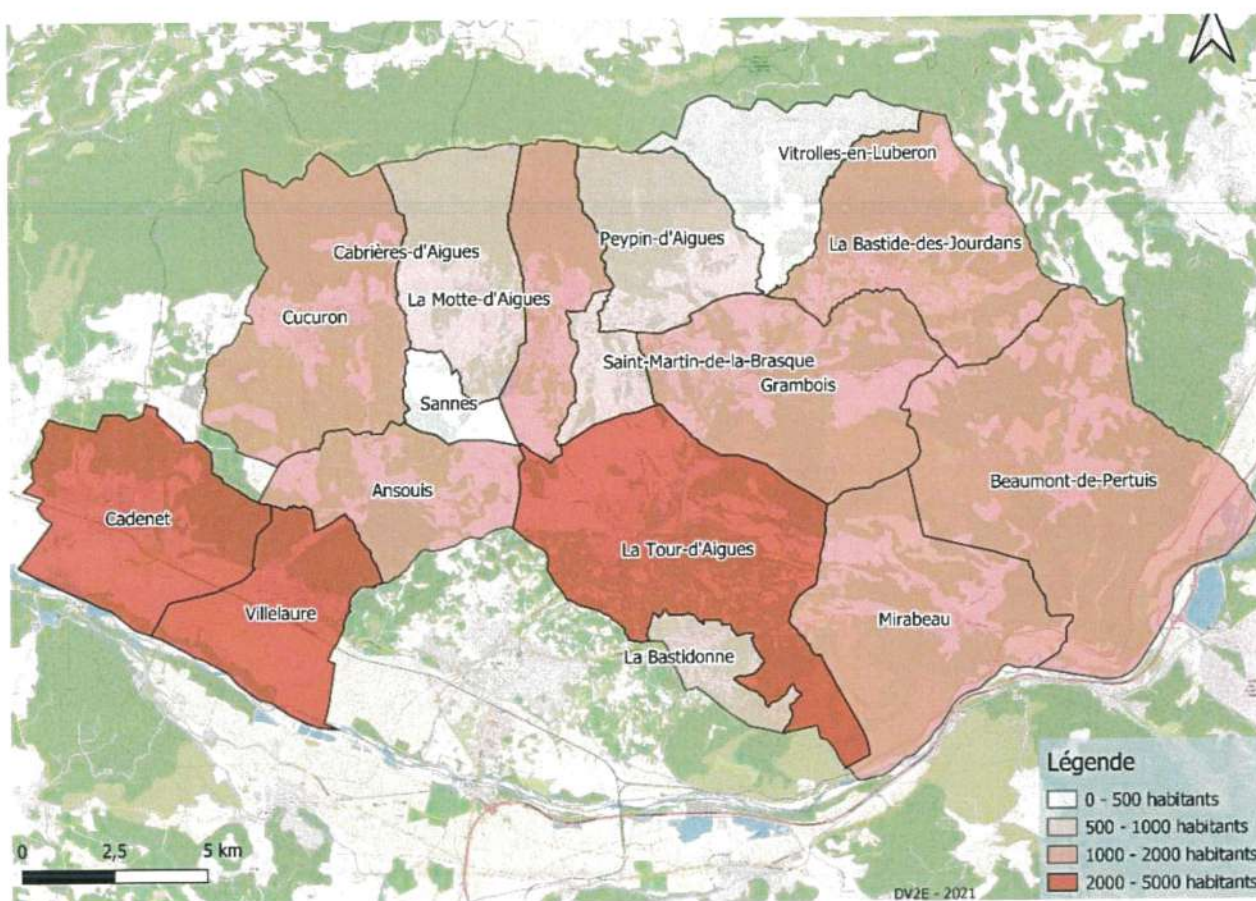 Vitrolles-en-Luberon
Peypin-d'Aigues
La Bastide-des-Jourdans
Cabrières-d'Aigues
La Motte-d'Aigues
Cucuron
Saint-Martin-de-la-Brasque
Grambois
Sannes
Ansouis
Beaumont-de-Pertuis
Cadenet
La Tour-d'Aigues
Villelaure
Mirabeau
La Bastidonne
Légende
0 - 500 habitants
500 - 1000 habitants
1000 - 2000 habitants
2000 - 5000 habitants
0 2,5 5 km
DV2E - 2021